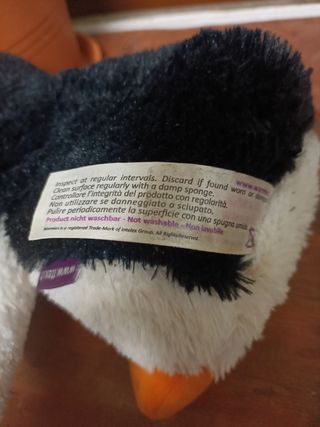 Inspect at regular intervals. Discard if found worn or
Clean surface regularly with a damp sponge.
Controllare l'integrità del prodotto con regolarità.
Non utilizzare se danneggiato o sciupato.
Pulire periodicamente la superficie con una spugna umida.
Product nicht waschbar - Not washable - Non lavabile
Warmies is a registered Trade-Mark of Intelex Group. All Rights Reserved.
www.